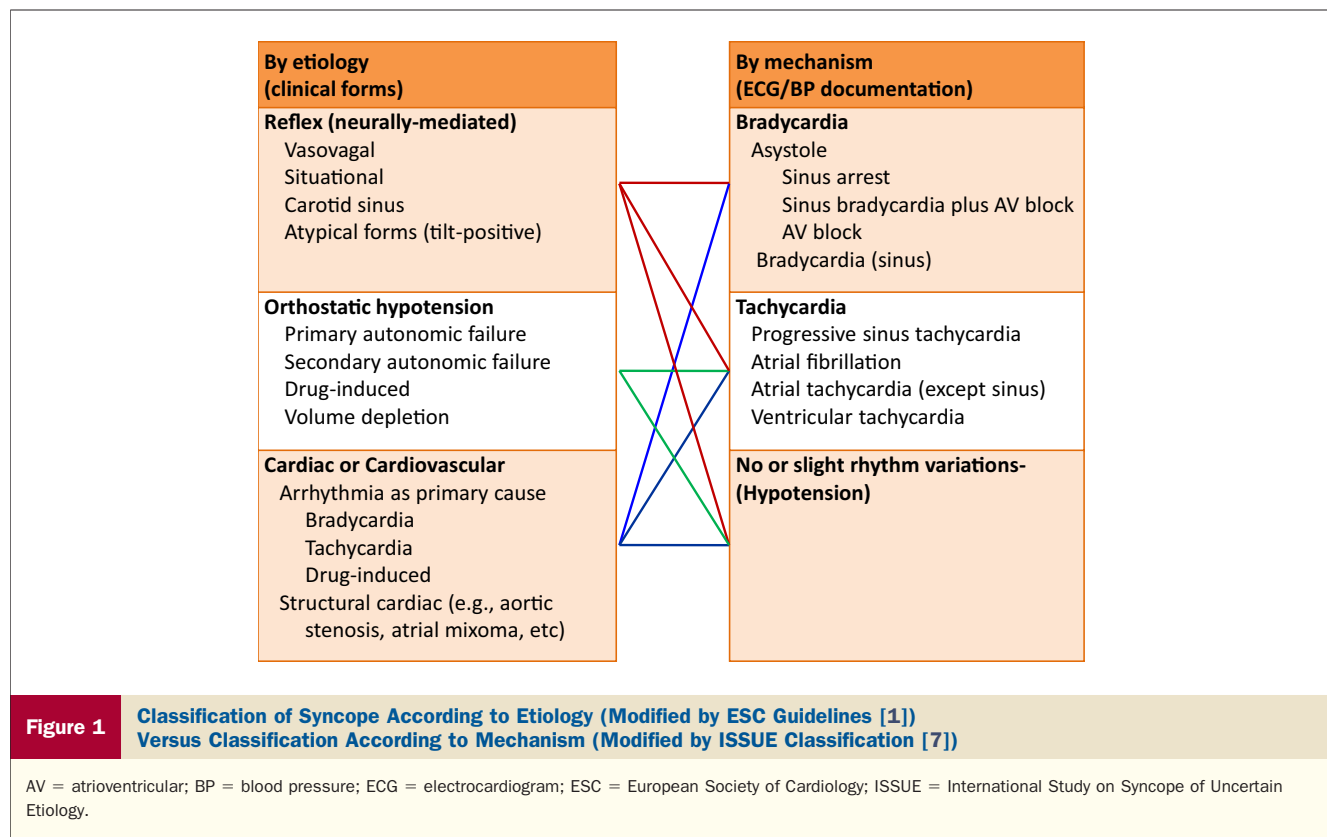 By etiology
(clinical forms)
Reflex (neurally-mediated)
Vasovagal
Situational
Carotid sinus
Atypical forms (tilt-positive)
Orthostatic hypotension
Primary autonomic failure
Secondary autonomic failure
Drug-induced
Volume depletion
Cardiac or Cardiovascular
Arrhythmia as primary cause
Bradycardia
Tachycardia
Drug-induced
Structural cardiac (e.g., aortic
stenosis, atrial mixoma, etc)
By mechanism
(ECG/BP documentation)
Bradycardia
Asystole
Sinus arrest
Sinus bradycardia plus AV block
AV block
Bradycardia (sinus)
Tachycardia
Progressive sinus tachycardia
Atrial fibrillation
Atrial tachycardia (except sinus)
Ventricular tachycardia
No or slight rhythm variations-
(Hypotension)
Figure 1
Classification of Syncope According to Etiology (Modified by ESC Guidelines [1])
Versus Classification According to Mechanism (Modified by ISSUE Classification [7])
AV = atrioventricular; BP = blood pressure; ECG = electrocardiogram; ESC = European Society of Cardiology; ISSUE = International Study on Syncope of Uncertain
Etiology.